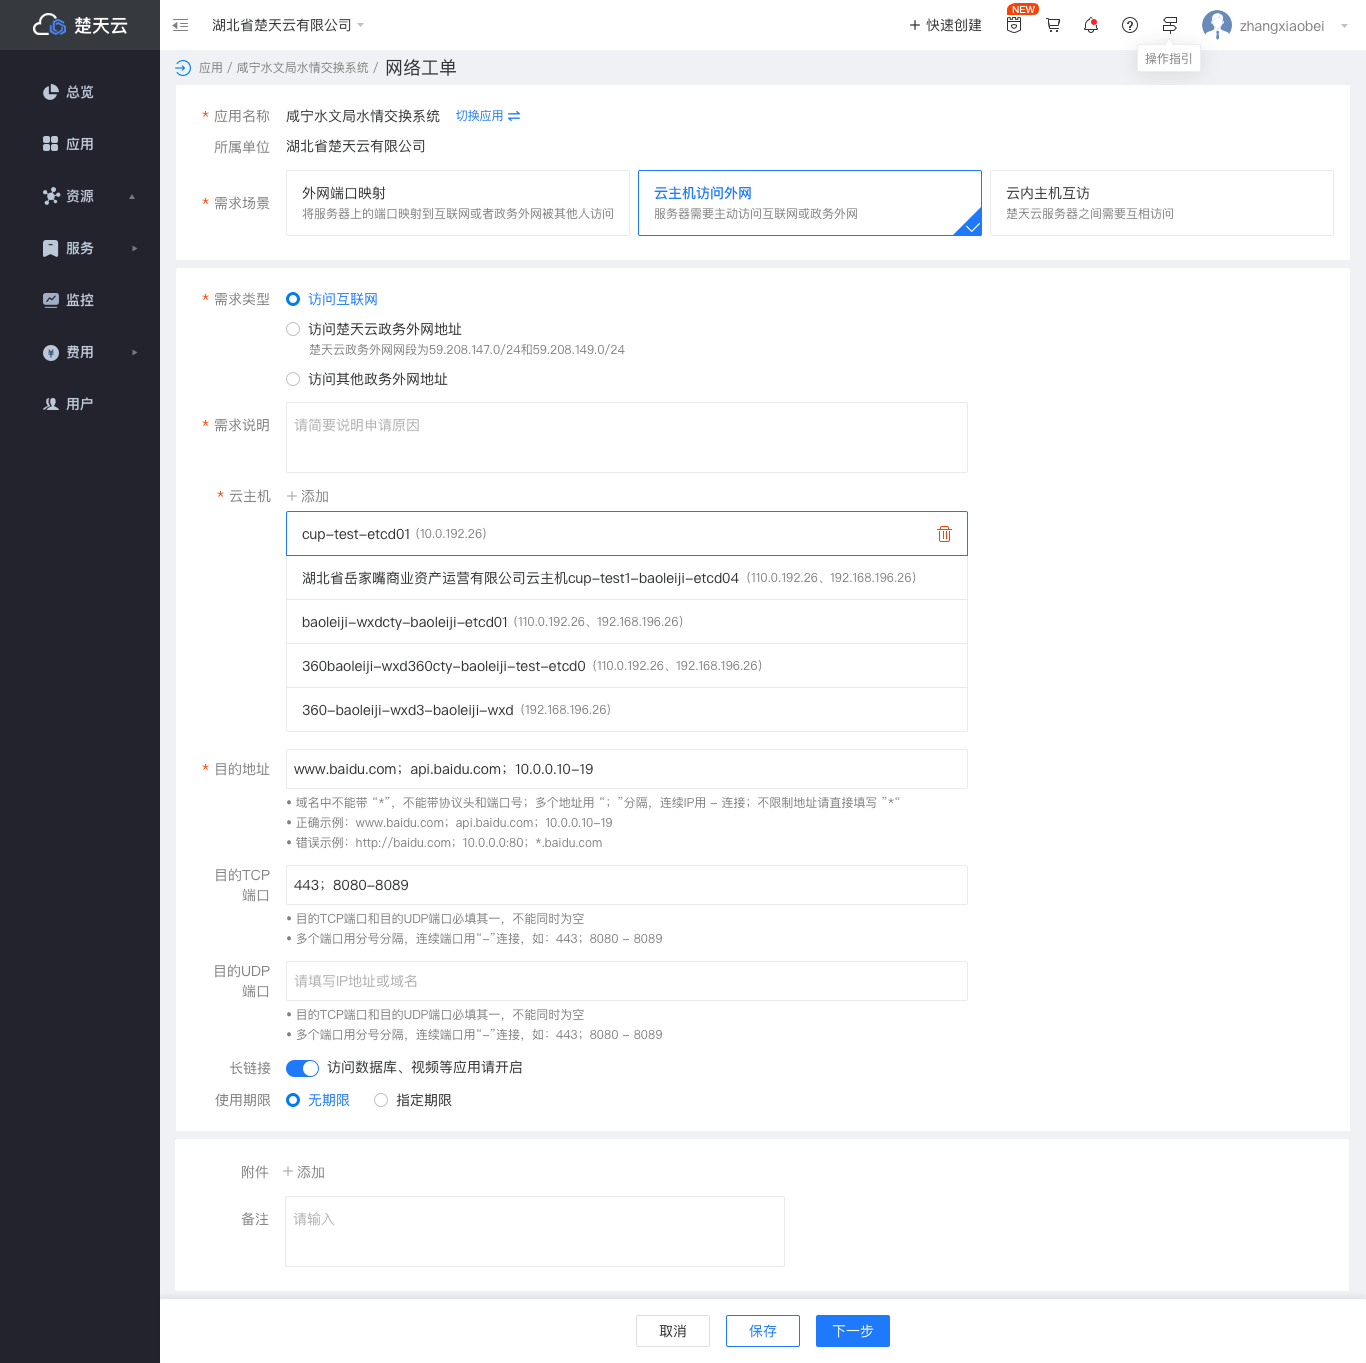 楚天云
湖北省楚天云有限公司
快速创建
NEW
zhangxiaobei
操作指引
总览
应用
资源
服务
监控
费用
用户
应用 / 咸宁水文局水情交换系统 / 网络工单
* 应用名称 咸宁水文局水情交换系统 切换应用
所属单位 湖北省楚天云有限公司
* 需求场景
外网端口映射
将服务器上的端口映射到互联网或者政务外网被其他人访问
云主机访问外网
服务器需要主动访问互联网或政务外网
云内主机互访
楚天云服务器之间需要互相访问
* 需求类型 访问互联网
访问楚天云政务外网地址
楚天云政务外网网段为59.208.147.0/24和59.208.149.0/24
访问其他政务外网地址
* 需求说明 请简要说明申请原因
* 云主机 + 添加
cup-test-etcd01 (10.0.192.26)
湖北省岳家嘴商业资产运营有限公司云主机cup-test1-baoleiji-etcd04 (110.0.192.26、192.168.196.26)
baoleiji-wxdcty-baoleiji-etcd01 (110.0.192.26、192.168.196.26)
360baoleiji-wxd360cty-baoleiji-test-etcd0 (110.0.192.26、192.168.196.26)
360-baoleiji-wxd3-baoleiji-wxd (192.168.196.26)
* 目的地址 www.baidu.com；api.baidu.com；10.0.0.10-19
• 域名中不能带 “*”，不能带协议头和端口号；多个地址用 “；”分隔，连续IP用 - 连接；不限制地址请直接填写 ”*“
• 正确示例：www.baidu.com；api.baidu.com；10.0.0.10-19
• 错误示例：http://baidu.com；10.0.0.0:80；*.baidu.com
目的TCP端口 443；8080-8089
• 目的TCP端口和目的UDP端口必填其一，不能同时为空
• 多个端口用分号分隔，连续端口用“-”连接，如：443；8080 - 8089
目的UDP端口 请填写IP地址或域名
• 目的TCP端口和目的UDP端口必填其一，不能同时为空
• 多个端口用分号分隔，连续端口用“-”连接，如：443；8080 - 8089
长链接 访问数据库、视频等应用请开启
使用期限 无期限 指定期限
附件 + 添加
备注 请输入
取消 保存 下一步